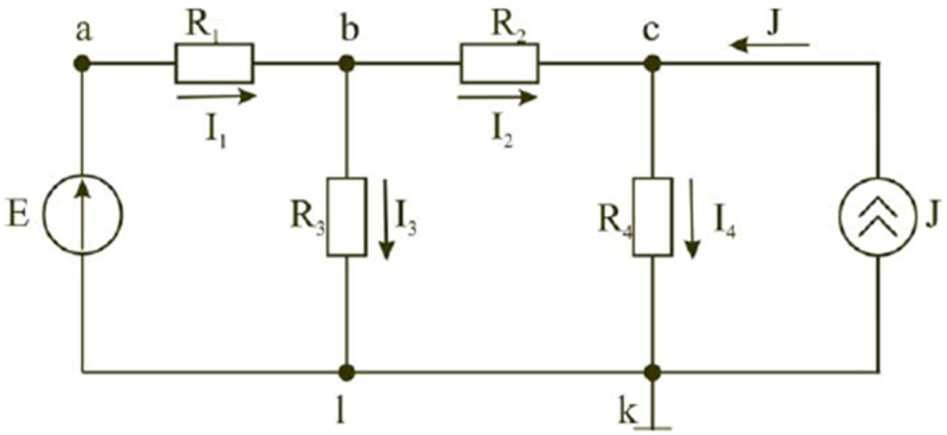 a R₁ b R₂ c J
I₁ I₂
E R₃ I₃ R₄ I₄ J
l k